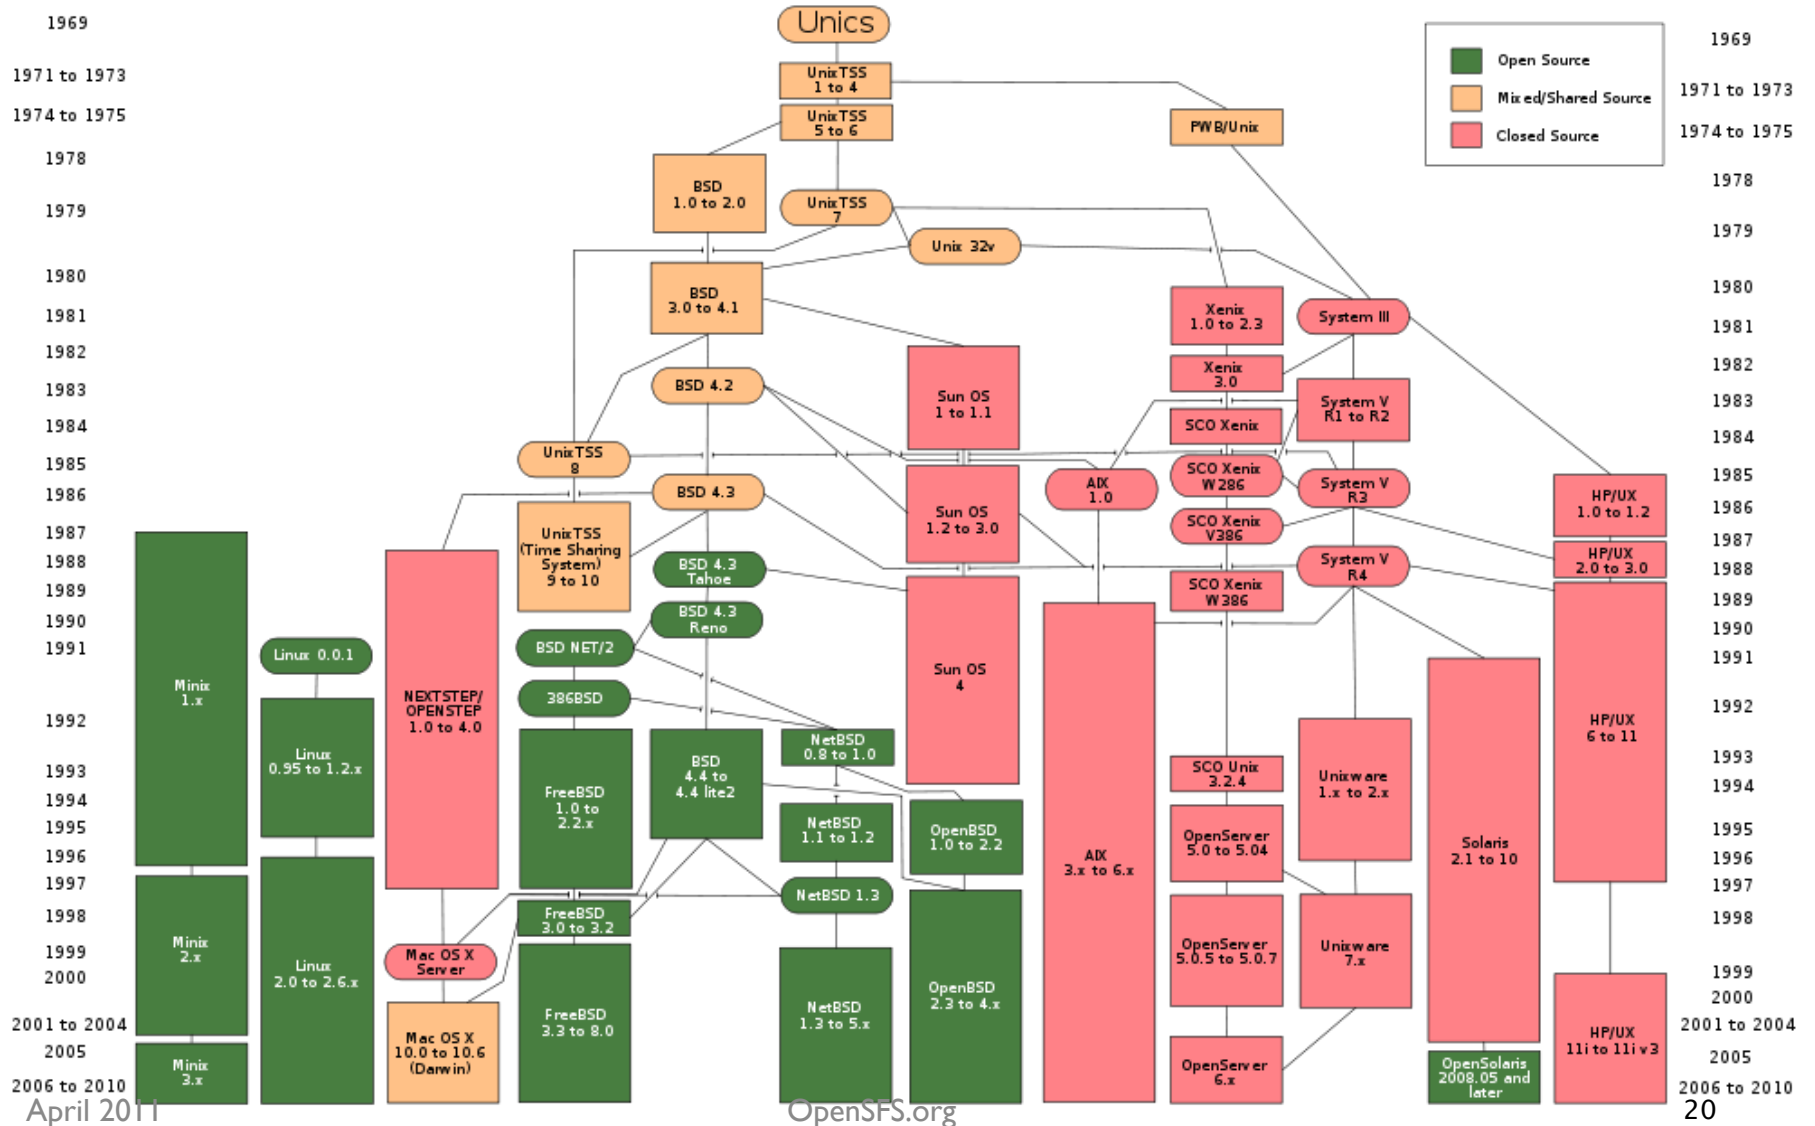 1969
1971 to 1973
1974 to 1975
1978
1979
1980
1981
1982
1983
1984
1985
1986
1987
1988
1989
1990
1991
1992
1993
1994
1995
1996
1997
1998
1999
2000
2001 to 2004
2005
2006 to 2010
Unics
UnixTSS
1 to 4
UnixTSS
5 to 6
PWB/Unix
BSD
1.0 to 2.0
UnixTSS
7
Unix 32v
BSD
3.0 to 4.1
Xenix
1.0 to 2.3
System III
Sun OS
1 to 1.1
Xenix
3.0
BSD 4.2
System V
R1 to R2
SCO Xenix
UnixTSS
8
SCO Xenix
W286
AIX
1.0
System V
R3
BSD 4.3
Sun OS
1.2 to 3.0
HP/UX
1.0 to 1.2
SCO Xenix
V386
UnixTSS
(Time Sharing
System)
9 to 10
HP/UX
2.0 to 3.0
BSD 4.3
Tahoe
System V
R4
SCO Xenix
W386
BSD 4.3
Reno
BSD NET/2
Linux 0.0.1
Minix
1.x
Sun OS
4
386BSD
NEXTSTEP/
OPENSTEP
1.0 to 4.0
HP/UX
6 to 11
NetBSD
0.8 to 1.0
Linux
0.95 to 1.2.x
BSD
4.4 to
4.4 lite2
SCO Unix
3.2.4
Unixware
1.x to 2.x
FreeBSD
1.0 to
2.2.x
NetBSD
1.1 to 1.2
OpenBSD
1.0 to 2.2
OpenServer
5.0 to 5.04
Solaris
2.1 to 10
AIX
3.x to 6.x
NetBSD 1.3
FreeBSD
3.0 to 3.2
Minix
2.x
Mac OS X
Server
OpenServer
5.0.5 to 5.0.7
Unixware
7.x
Linux
2.0 to 2.6.x
OpenBSD
2.3 to 4.x
FreeBSD
3.3 to 8.0
NetBSD
1.3 to 5.x
Mac OS X
10.0 to 10.6
(Darwin)
HP/UX
11i to 11i v3
Minix
3.x
OpenServer
6.x
OpenSolaris
2008.05 and
later
Open Source
Mixed/Shared Source
Closed Source
1969
1971 to 1973
1974 to 1975
1978
1979
1980
1981
1982
1983
1984
1985
1986
1987
1988
1989
1990
1991
1992
1993
1994
1995
1996
1997
1998
1999
2000
2001 to 2004
2005
2006 to 2010
April 2011
OpenSFS.org
20